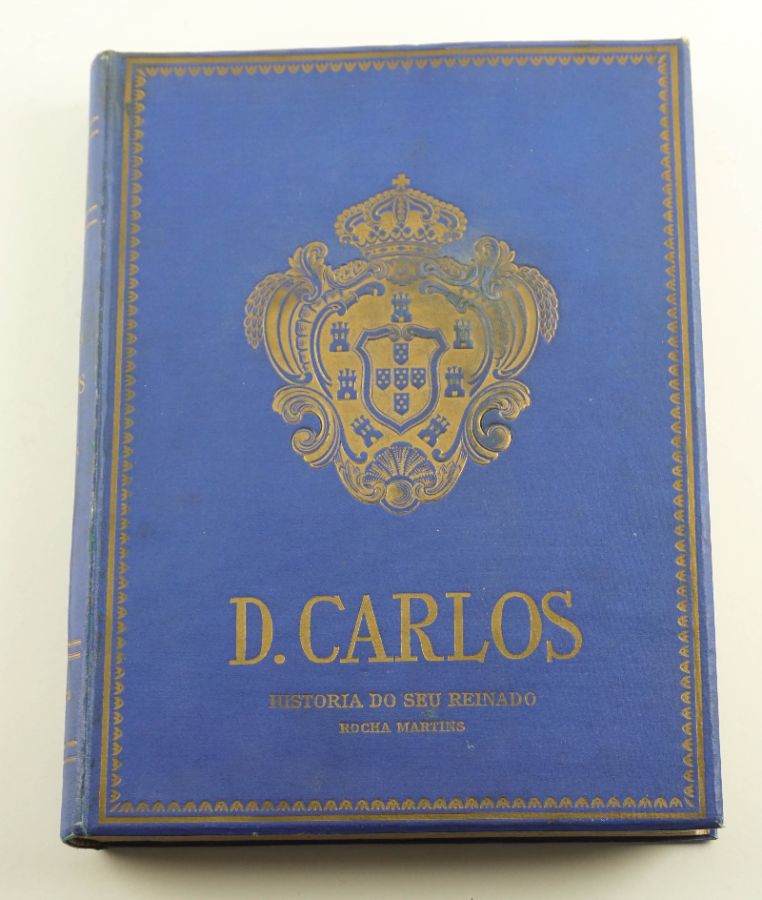 D. CARLOS
HISTORIA DO SEU REINADO
ROCHA MARTINS